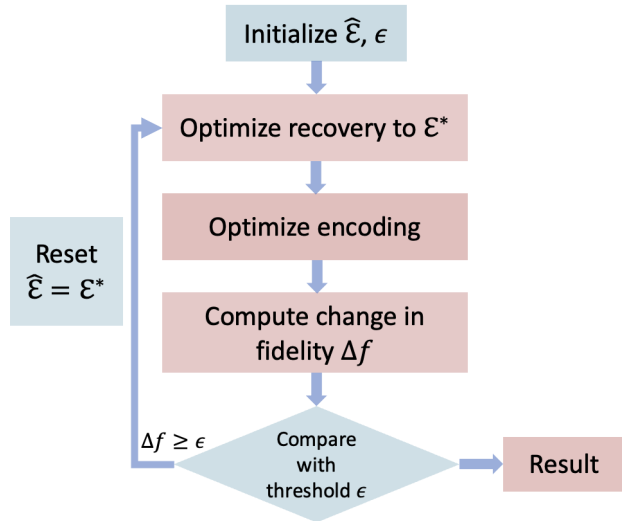 Initialize ℰ̂, ϵ
Optimize recovery to ℰ*
Optimize encoding
Reset
ℰ̂ = ℰ*
Compute change in
fidelity Δf
Δf ≥ ϵ
Compare
with
threshold ϵ
Result